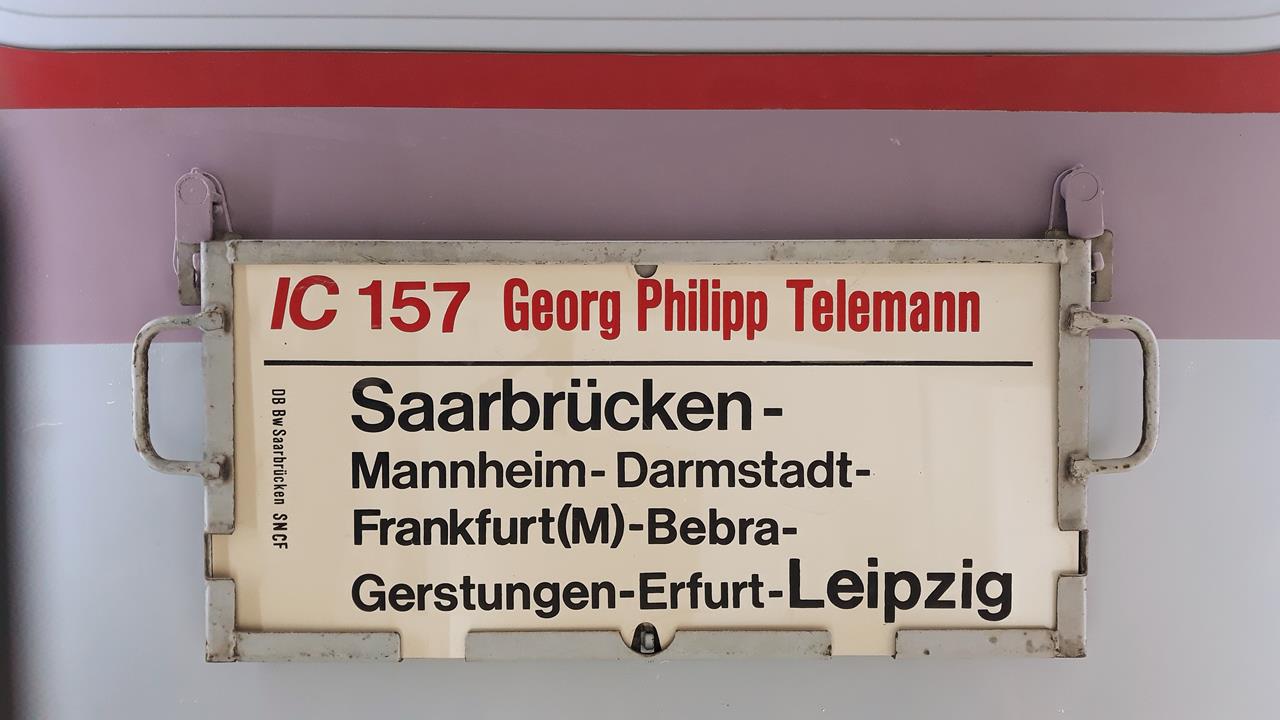 IC 157 Georg Philipp Telemann
Saarbrücken-
Mannheim-Darmstadt-
Frankfurt(M)-Bebra-
Gerstungen-Erfurt-Leipzig
DB Bw Saarbrücken SNCF